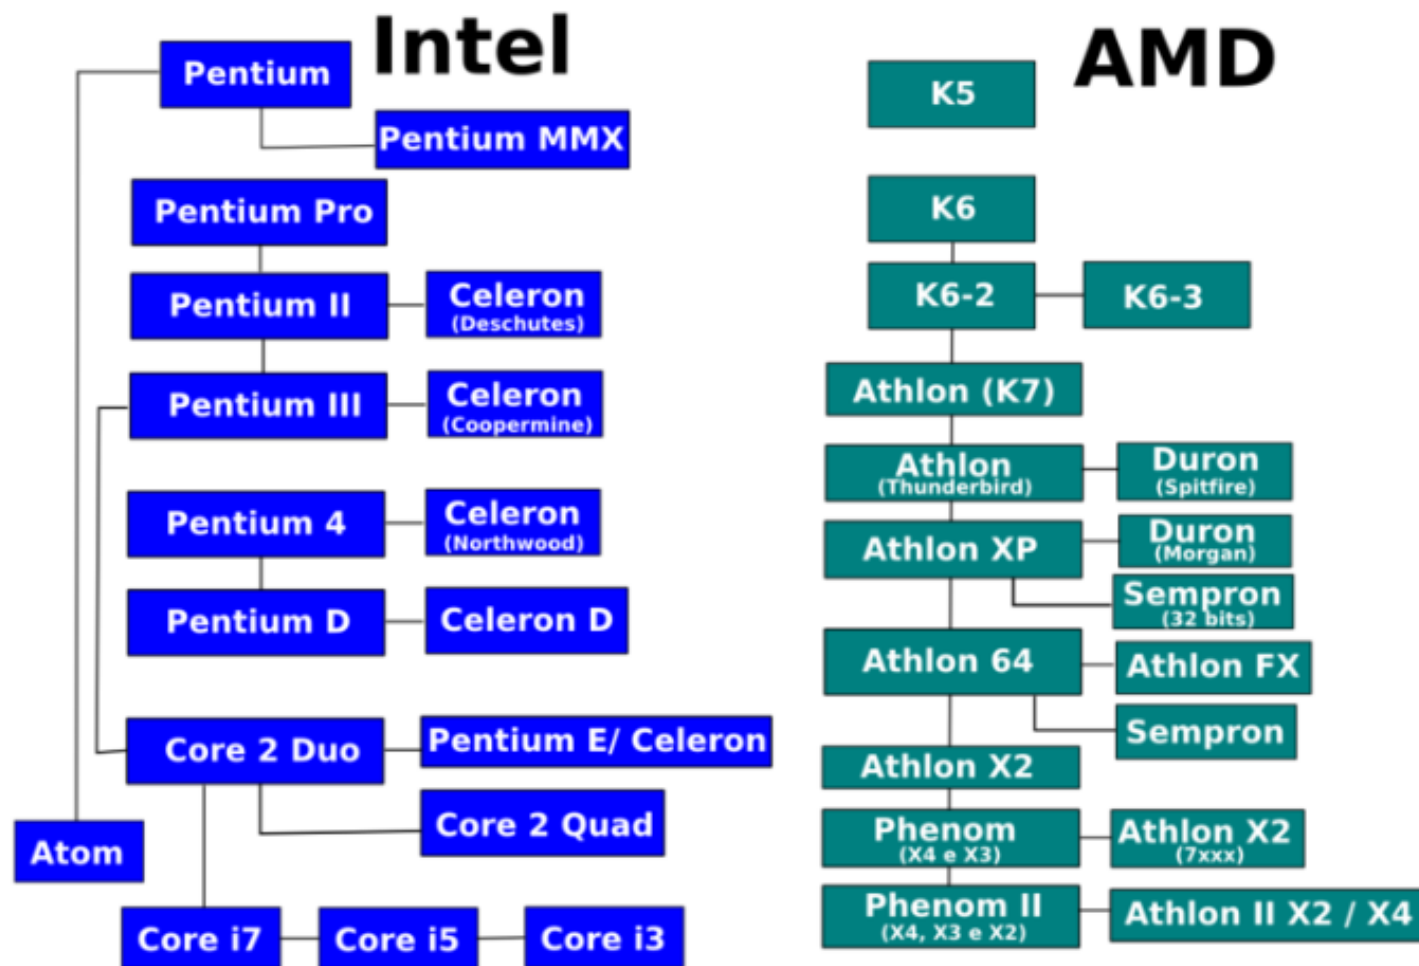 Intel
Pentium
Pentium MMX
Pentium Pro
Pentium II
Celeron
(Deschutes)
Pentium III
Celeron
(Coopermine)
Pentium 4
Celeron
(Northwood)
Pentium D
Celeron D
Core 2 Duo
Pentium E/ Celeron
Core 2 Quad
Atom
Core i7
Core i5
Core i3
AMD
K5
K6
K6-2
K6-3
Athlon (K7)
Athlon
(Thunderbird)
Duron
(Spitfire)
Athlon XP
Duron
(Morgan)
Sempron
(32 bits)
Athlon 64
Athlon FX
Sempron
Athlon X2
Phenom
(X4 e X3)
Athlon X2
(7xxx)
Phenom II
(X4, X3 e X2)
Athlon II X2 / X4